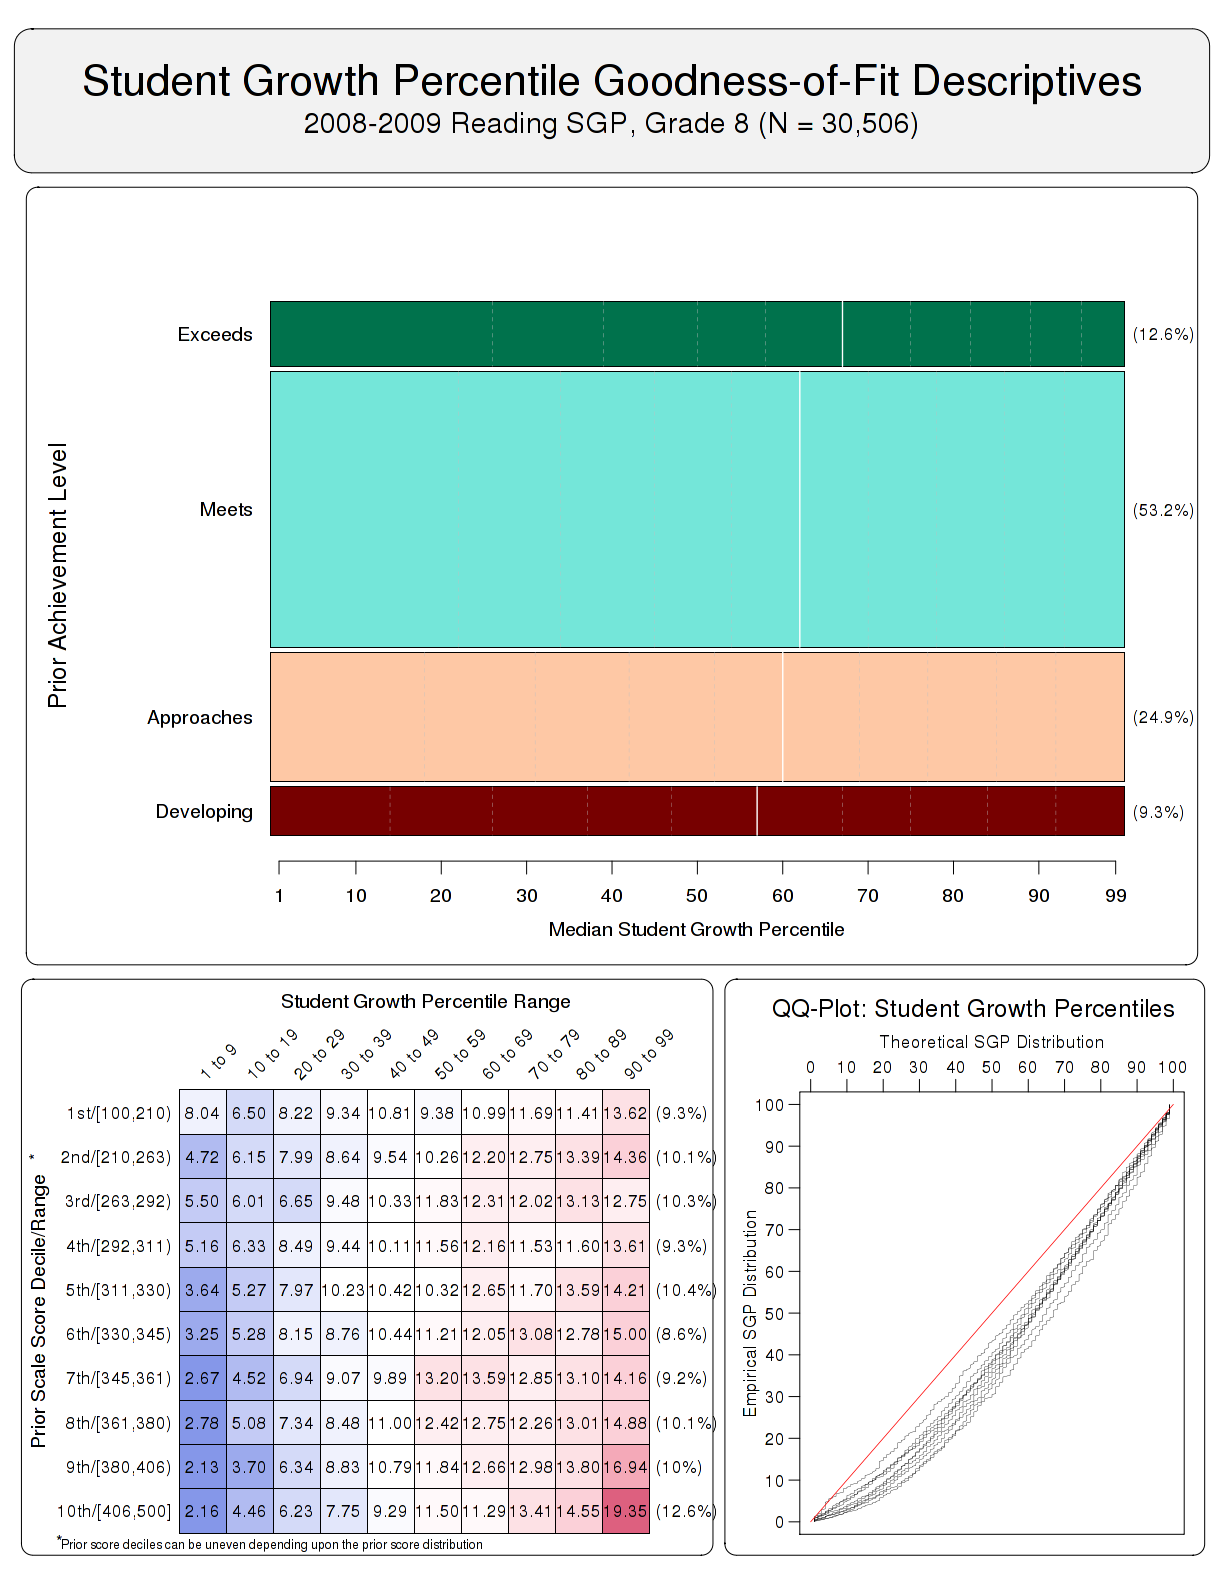 Student Growth Percentile Goodness-of-Fit Descriptives
2008-2009 Reading SGP, Grade 8 (N = 30,506)
Prior Achievement Level
Exceeds (12.6%)
Meets (53.2%)
Approaches (24.9%)
Developing (9.3%)
1 10 20 30 40 50 60 70 80 90 99
Median Student Growth Percentile
Student Growth Percentile Range
1 to 9 10 to 19 20 to 29 30 to 39 40 to 49 50 to 59 60 to 69 70 to 79 80 to 89 90 to 99
Prior Scale Score Decile/Range *
1st/[100,210) 8.04 6.50 8.22 9.34 10.81 9.38 10.99 11.69 11.41 13.62 (9.3%)
2nd/[210,263) 4.72 6.15 7.99 8.64 9.54 10.26 12.20 12.75 13.39 14.36 (10.1%)
3rd/[263,292) 5.50 6.01 6.65 9.48 10.33 11.83 12.31 12.02 13.13 12.75 (10.3%)
4th/[292,311) 5.16 6.33 8.49 9.44 10.11 11.56 12.16 11.53 11.60 13.61 (9.3%)
5th/[311,330) 3.64 5.27 7.97 10.23 10.42 10.32 12.65 11.70 13.59 14.21 (10.4%)
6th/[330,345) 3.25 5.28 8.15 8.76 10.44 11.21 12.05 13.08 12.78 15.00 (8.6%)
7th/[345,361) 2.67 4.52 6.94 9.07 9.89 13.20 13.59 12.85 13.10 14.16 (9.2%)
8th/[361,380) 2.78 5.08 7.34 8.48 11.00 12.42 12.75 12.26 13.01 14.88 (10.1%)
9th/[380,406) 2.13 3.70 6.34 8.83 10.79 11.84 12.66 12.98 13.80 16.94 (10%)
10th/[406,500] 2.16 4.46 6.23 7.75 9.29 11.50 11.29 13.41 14.55 19.35 (12.6%)
*Prior score deciles can be uneven depending upon the prior score distribution
QQ-Plot: Student Growth Percentiles
Theoretical SGP Distribution
0 10 20 30 40 50 60 70 80 90 100
Empirical SGP Distribution
100
90
80
70
60
50
40
30
20
10
0